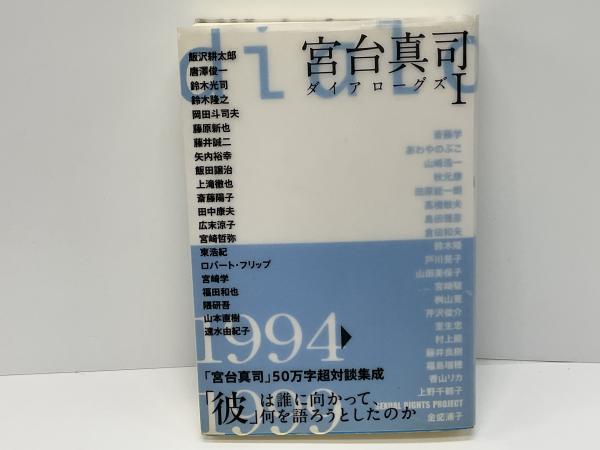 dialo
宮台真司
ダイアローグズ
I
飯沢耕太郎
唐澤俊一
鈴木光司
鈴木隆之
岡田斗司夫
藤原新也
藤井誠二
矢内裕幸
飯田譲治
上滝徹也
斎藤陽子
田中康夫
広末涼子
宮崎哲弥
東浩紀
ロバート・フリップ
宮崎学
福田和也
隈研吾
山本直樹
速水由紀子
斎藤学
あわやのぶこ
山崎浩一
秋元康
田原総一朗
高橋敏夫
島田雅彦
倉田和夫
鈴木隆
戸川晃子
山田美保子
宮崎駿
桝山寛
芹沢俊介
室生忠
村上龍
藤井良樹
福島瑞穂
香山リカ
上野千鶴子
SEXUAL RIGHTS PROJECT
金定浦子
1994
「宮台真司」50万字超対談集成
「彼」は誰に向かって、
何を語ろうとしたのか
1999